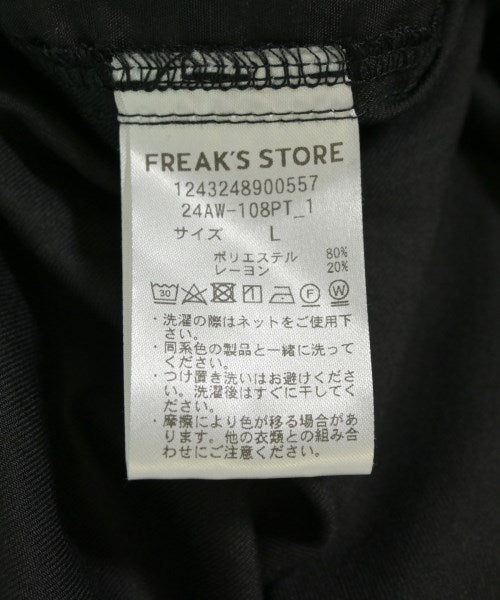 FREAK'S STORE
1243248900557
24AW-108PT_1
サイズ L
ポリエステル 80%
レーヨン 20%
30 F W
・洗濯の際はネットをご使用下
さい。
・同系色の製品と一緒に洗って
ください。
・つけ置き洗いはお避けくださ
い。洗濯後はすぐに干してく
ださい。
・摩擦により色が移る場合があ
ります。他の衣類との組み合
わせにご注意ください。